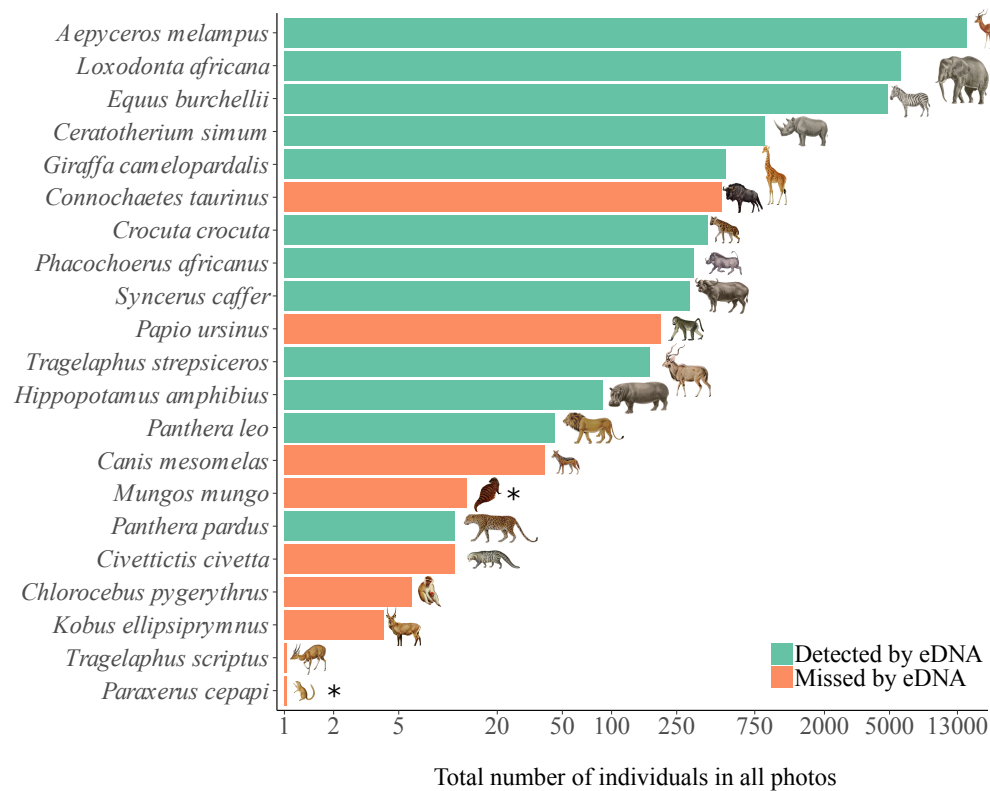 Aepyceros melampus
Loxodonta africana
Equus burchellii
Ceratotherium simum
Giraffa camelopardalis
Connochaetes taurinus
Crocuta crocuta
Phacochoerus africanus
Syncerus caffer
Papio ursinus
Tragelaphus strepsiceros
Hippopotamus amphibius
Panthera leo
Canis mesomelas
Mungos mungo *
Panthera pardus
Civettictis civetta
Chlorocebus pygerythrus
Kobus ellipsiprymnus
Tragelaphus scriptus
Paraxerus cepapi *
Detected by eDNA
Missed by eDNA
1 2 5 20 50 100 250 750 2000 5000 13000
Total number of individuals in all photos